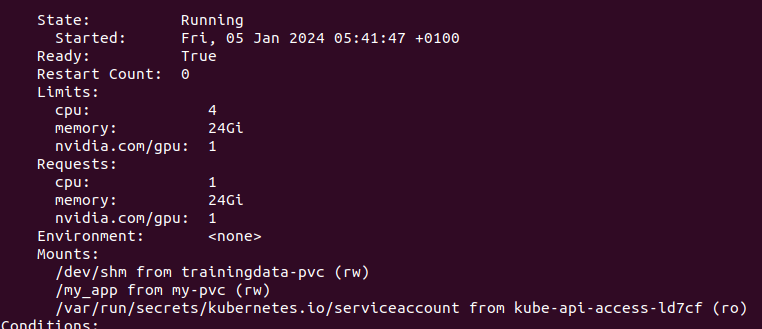 State:          Running
  Started:      Fri, 05 Jan 2024 05:41:47 +0100
Ready:          True
Restart Count:  0
Limits:
  cpu:             4
  memory:          24Gi
  nvidia.com/gpu:  1
Requests:
  cpu:             1
  memory:          24Gi
  nvidia.com/gpu:  1
Environment:       <none>
Mounts:
  /dev/shm from trainingdata-pvc (rw)
  /my_app from my-pvc (rw)
  /var/run/secrets/kubernetes.io/serviceaccount from kube-api-access-ld7cf (ro)
Conditions: